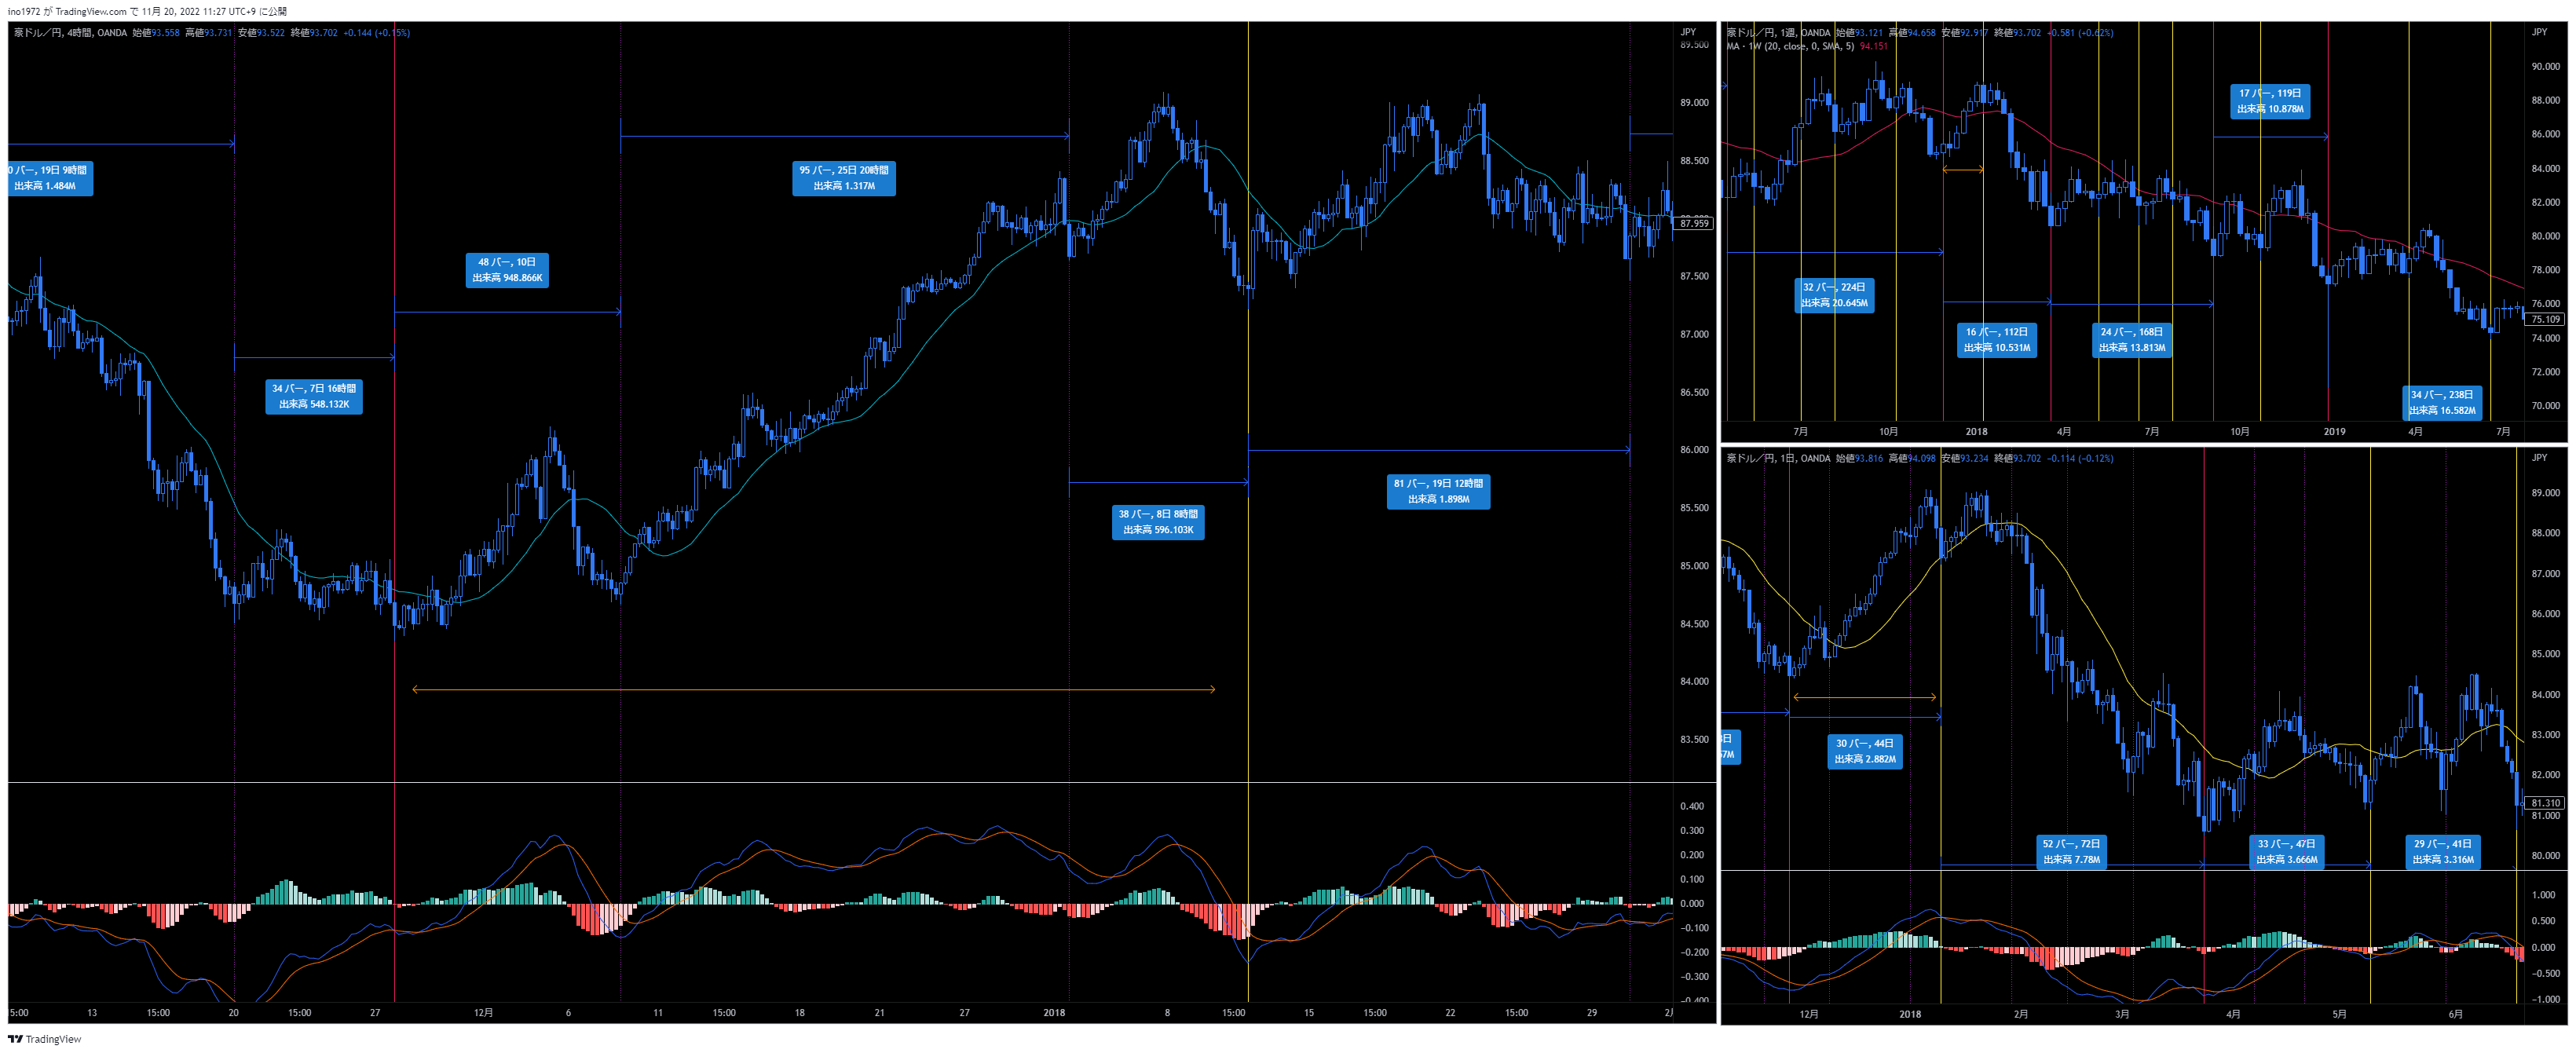 ino1972 が TradingView.com で 11月 20, 2022 11:27 UTC+9 に公開
豪ドル／円, 4時間, OANDA 始値93.558 高値93.731 安値93.522 終値93.702 +0.144 (+0.15%)
JPY
89.500
89.000
88.500
87.959
87.500
87.000
86.500
86.000
85.500
85.000
84.500
84.000
83.500
0 バー, 19日 9時間
出来高 1.484M
34 バー, 7日 16時間
出来高 548.132K
48 バー, 10日
出来高 948.866K
95 バー, 25日 20時間
出来高 1.317M
38 バー, 8日 8時間
出来高 596.103K
81 バー, 19日 12時間
出来高 1.898M
0.400
0.300
0.200
0.100
0.000
−0.100
−0.200
−0.300
−0.400
5:00 13 15:00 20 15:00 27 12月 6 11 15:00 18 21 27 2018 8 15:00 15 15:00 22 15:00 29
豪ドル／円, 1週, OANDA 始値93.121 高値94.658 安値92.917 終値93.702 +0.581 (+0.62%)
MA · 1W (20, close, 0, SMA, 5) 94.151
JPY
90.000
88.000
86.000
84.000
82.000
80.000
78.000
76.000
75.109
74.000
72.000
70.000
17 バー, 119日
出来高 10.878M
32 バー, 224日
出来高 20.645M
16 バー, 112日
出来高 10.531M
24 バー, 168日
出来高 13.813M
34 バー, 238日
出来高 16.582M
7月 10月 2018 4月 7月 10月 2019 4月 7月
豪ドル／円, 1日, OANDA 始値93.816 高値94.098 安値93.234 終値93.702 −0.114 (−0.12%)
JPY
89.000
88.000
87.000
86.000
85.000
84.000
83.000
82.000
81.310
81.000
80.000
日
7M
30 バー, 44日
出来高 2.882M
52 バー, 72日
出来高 7.78M
33 バー, 47日
出来高 3.666M
29 バー, 41日
出来高 3.316M
1.000
0.500
0.000
−0.500
−1.000
12月 2018 2月 3月 4月 5月 6月
TradingView